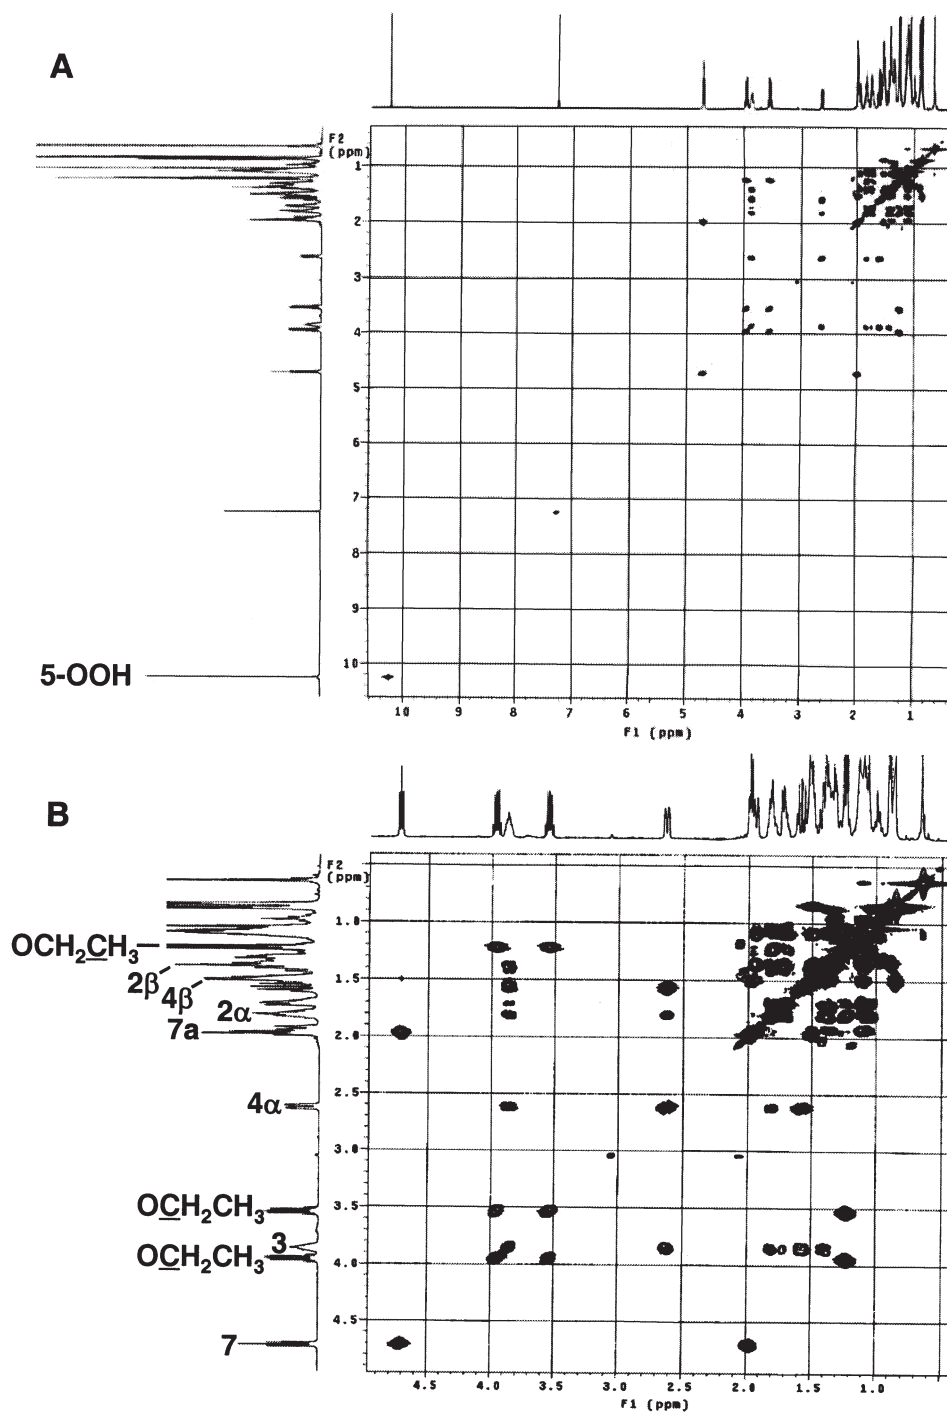 A
F2
(ppm)
1
2
3
4
5
6
7
8
9
10
5-OOH
10 9 8 7 6 5 4 3 2 1
F1 (ppm)
B
F2
(ppm)
1.0
OCH2CH3
1.5
2β
4β
2α
7a
2.0
2.5
4α
3.0
3.5
OCH2CH3
3
OCH2CH3
4.0
4.5
7
4.5 4.0 3.5 3.0 2.5 2.0 1.5 1.0
F1 (ppm)